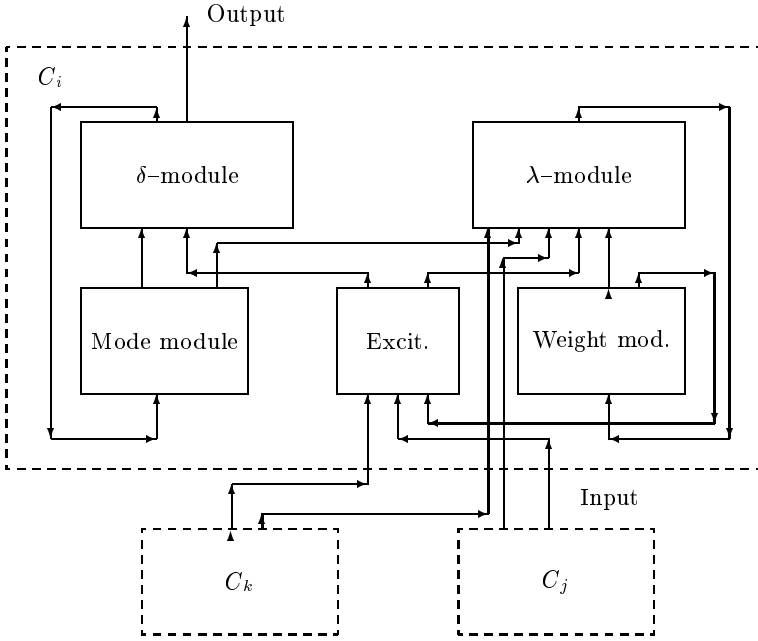 Output
C_i
δ–module
λ–module
Mode module
Excit.
Weight mod.
Input
C_k
C_j